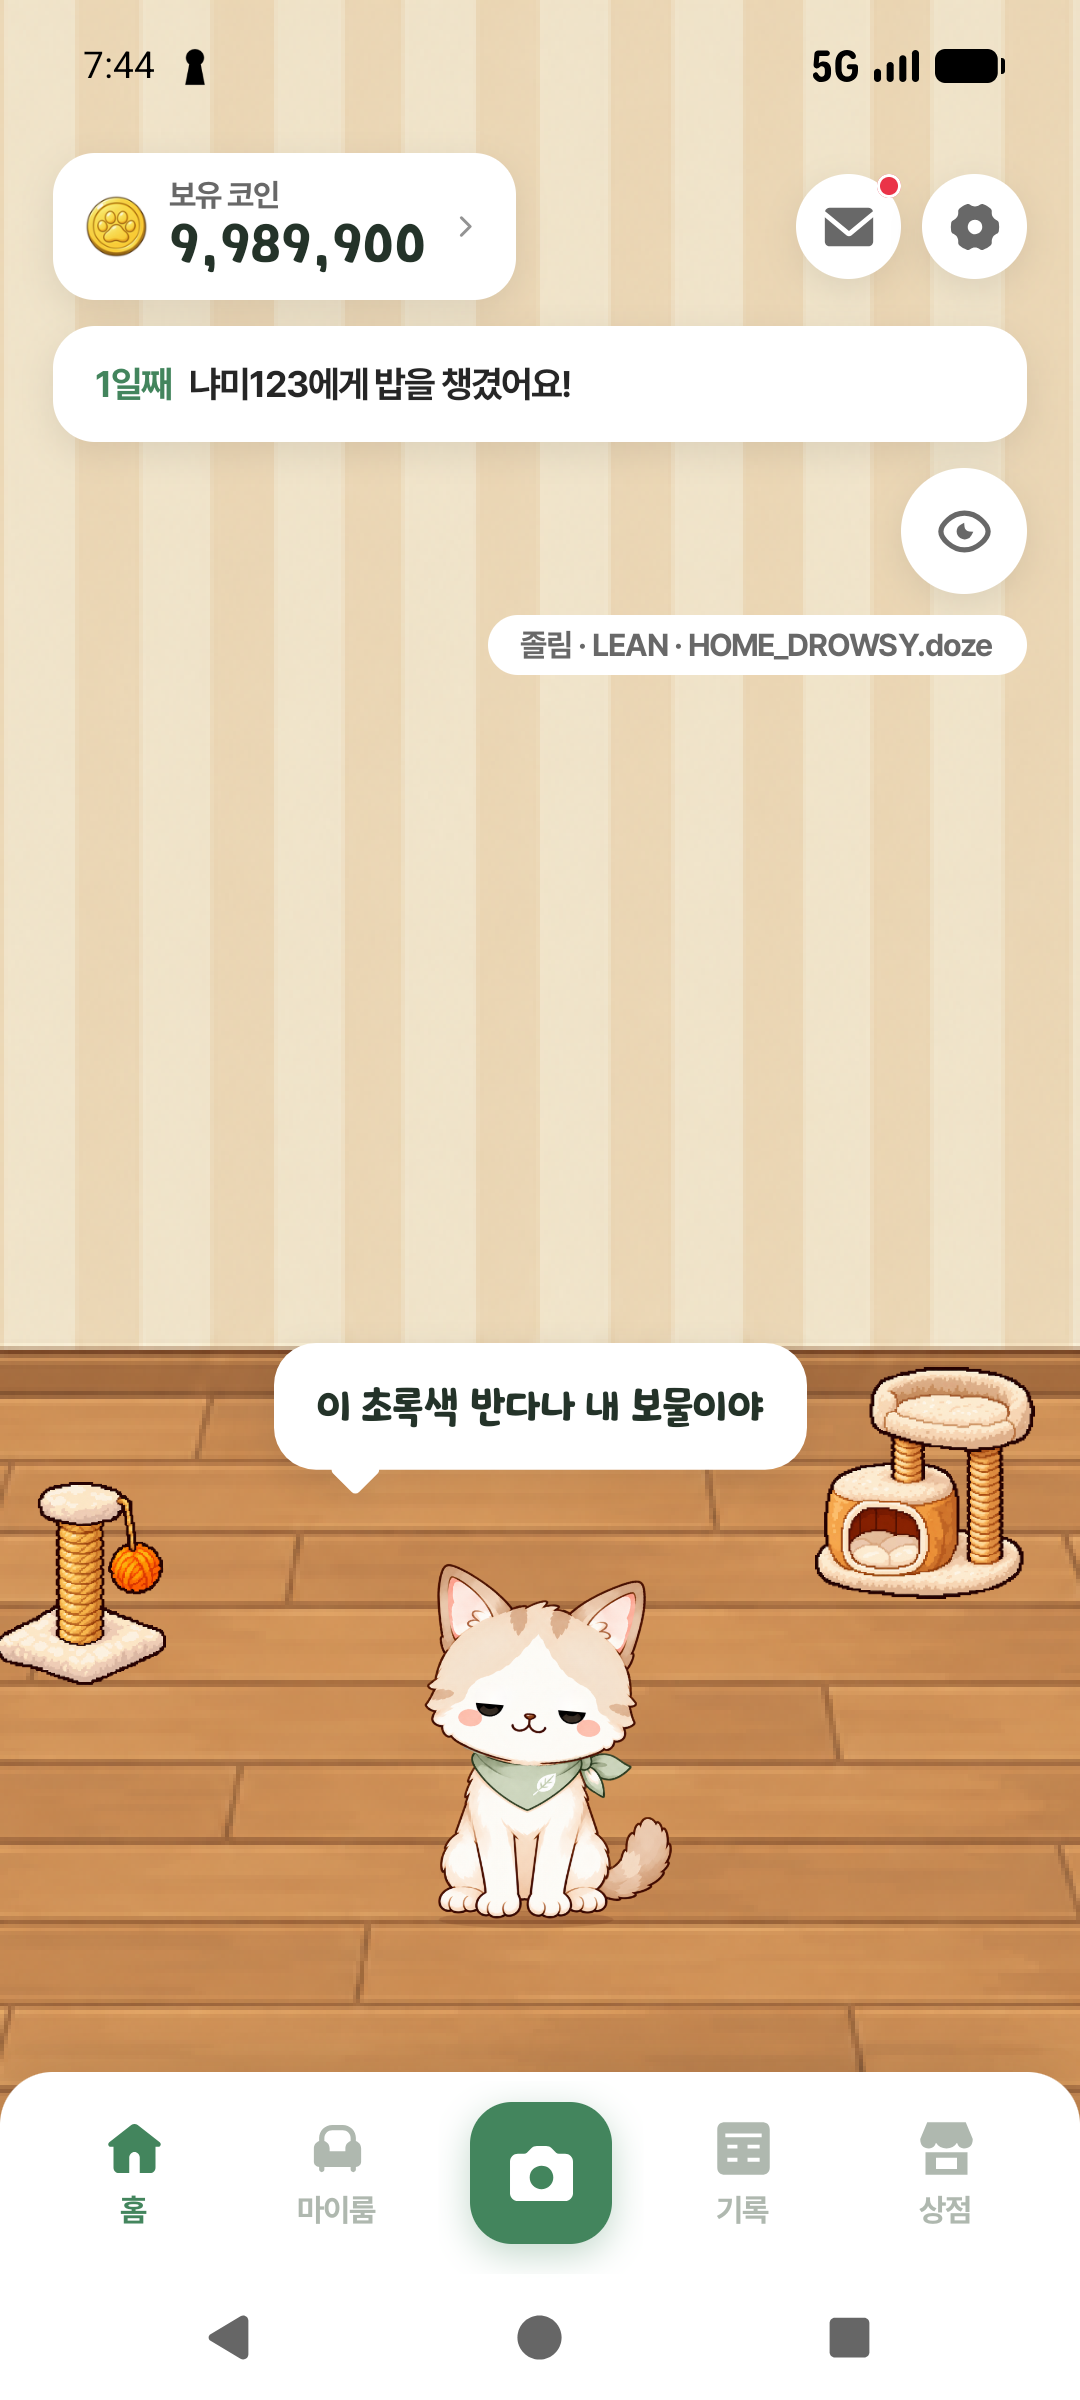 7:44
5G
보유 코인
9,989,900
1일째 냐미123에게 밥을 챙겼어요!
졸림 · LEAN · HOME_DROWSY.doze
이 초록색 반다나 내 보물이야
홈
마이룸
기록
상점